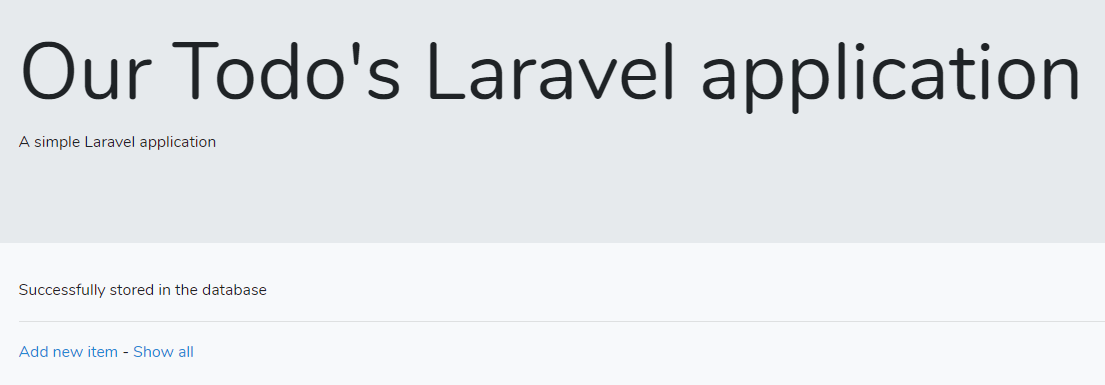 Our Todo's Laravel application
A simple Laravel application
Successfully stored in the database
Add new item - Show all